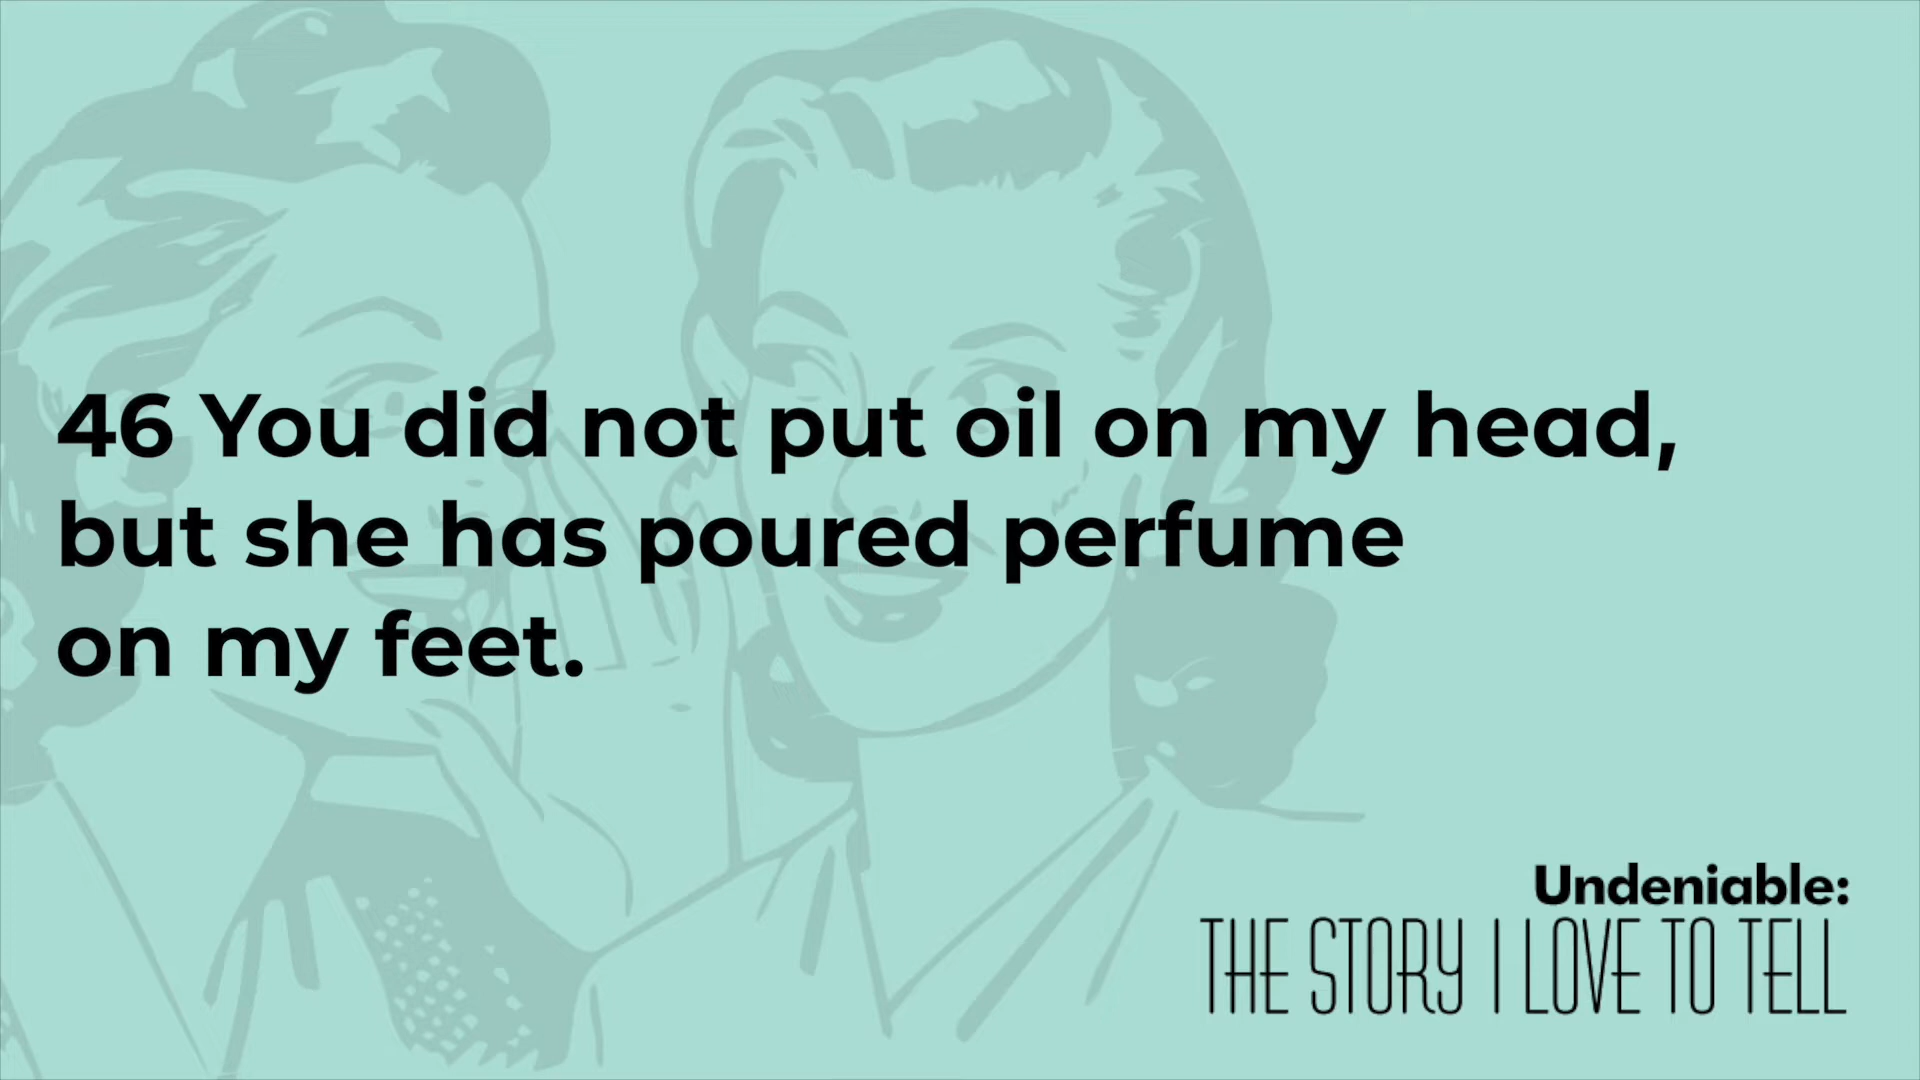 46 You did not put oil on my head,
but she has poured perfume
on my feet.
Undeniable:
THE STORY I LOVE TO TELL